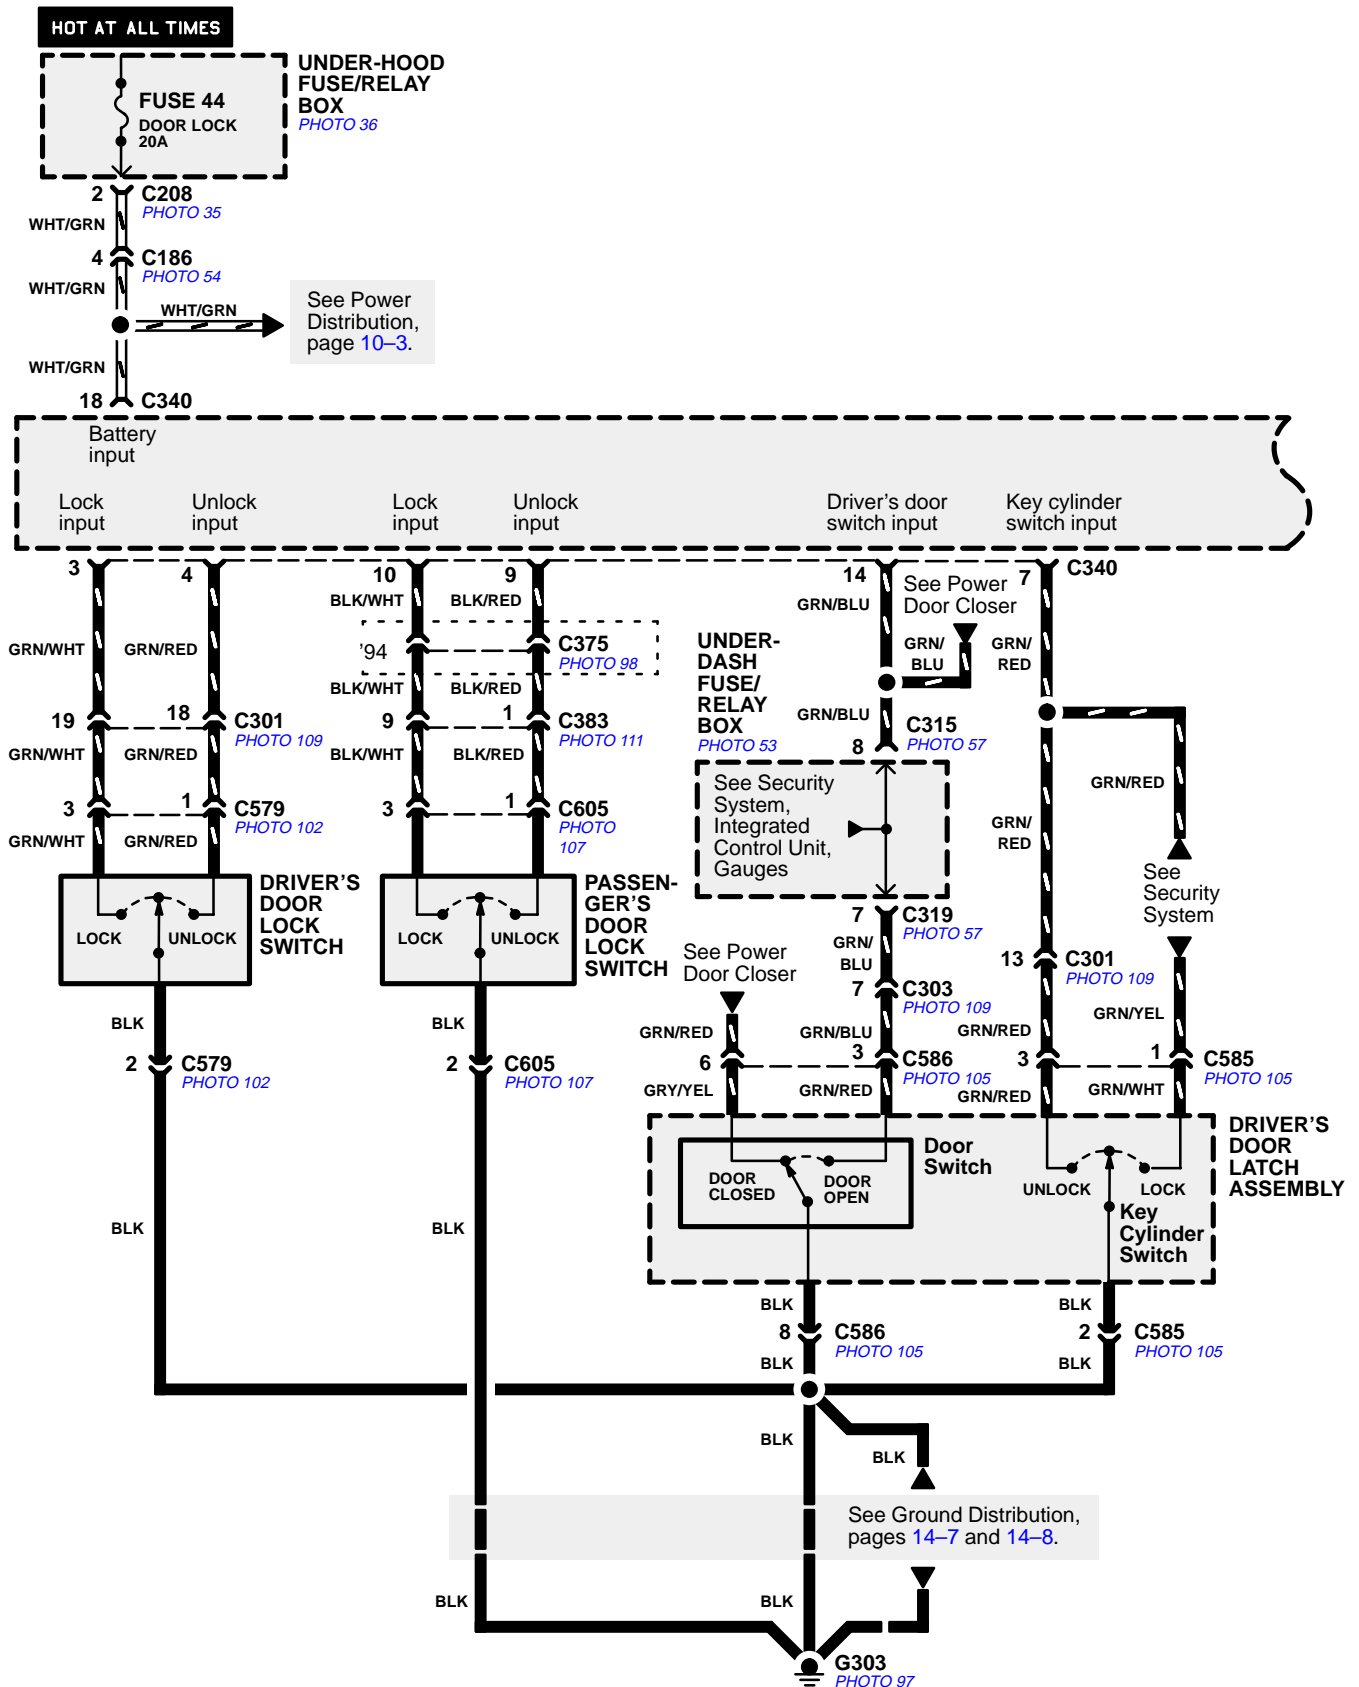 HOT AT ALL TIMES
UNDER-HOOD
FUSE/RELAY
BOX
PHOTO 36
FUSE 44
DOOR LOCK
20A
2
C208
PHOTO 35
WHT/GRN
4
C186
PHOTO 54
WHT/GRN
WHT/GRN
See Power
Distribution,
page 10–3.
WHT/GRN
18
C340
Battery
input
Lock
input
Unlock
input
Lock
input
Unlock
input
Driver's door
switch input
Key cylinder
switch input
3
4
10
9
14
7
C340
BLK/WHT
BLK/RED
GRN/BLU
See Power
Door Closer
GRN/WHT
GRN/RED
'94
C375
PHOTO 98
UNDER-
DASH
FUSE/
RELAY
BOX
PHOTO 53
GRN/
BLU
GRN/
RED
BLK/WHT
BLK/RED
19
18
C301
PHOTO 109
9
1
C383
PHOTO 111
GRN/BLU
8
C315
PHOTO 57
GRN/WHT
GRN/RED
BLK/WHT
BLK/RED
See Security
System,
Integrated
Control Unit,
Gauges
GRN/RED
3
1
C579
PHOTO 102
3
1
C605
PHOTO
107
GRN/
RED
GRN/WHT
GRN/RED
DRIVER'S
DOOR
LOCK
SWITCH
LOCK
UNLOCK
PASSEN-
GER'S
DOOR
LOCK
SWITCH
LOCK
UNLOCK
See
Security
System
7
C319
PHOTO 57
See Power
Door Closer
GRN/
BLU
13
C301
PHOTO 109
7
C303
PHOTO 109
BLK
BLK
GRN/RED
GRN/BLU
GRN/RED
GRN/YEL
2
C579
PHOTO 102
2
C605
PHOTO 107
6
3
C586
PHOTO 105
3
1
C585
PHOTO 105
GRY/YEL
GRN/RED
GRN/RED
GRN/WHT
DRIVER'S
DOOR
LATCH
ASSEMBLY
Door
Switch
DOOR
CLOSED
DOOR
OPEN
UNLOCK
LOCK
Key
Cylinder
Switch
BLK
BLK
BLK
BLK
8
C586
PHOTO 105
2
C585
PHOTO 105
BLK
BLK
BLK
BLK
See Ground Distribution,
pages 14–7 and 14–8.
BLK
BLK
G303
PHOTO 97